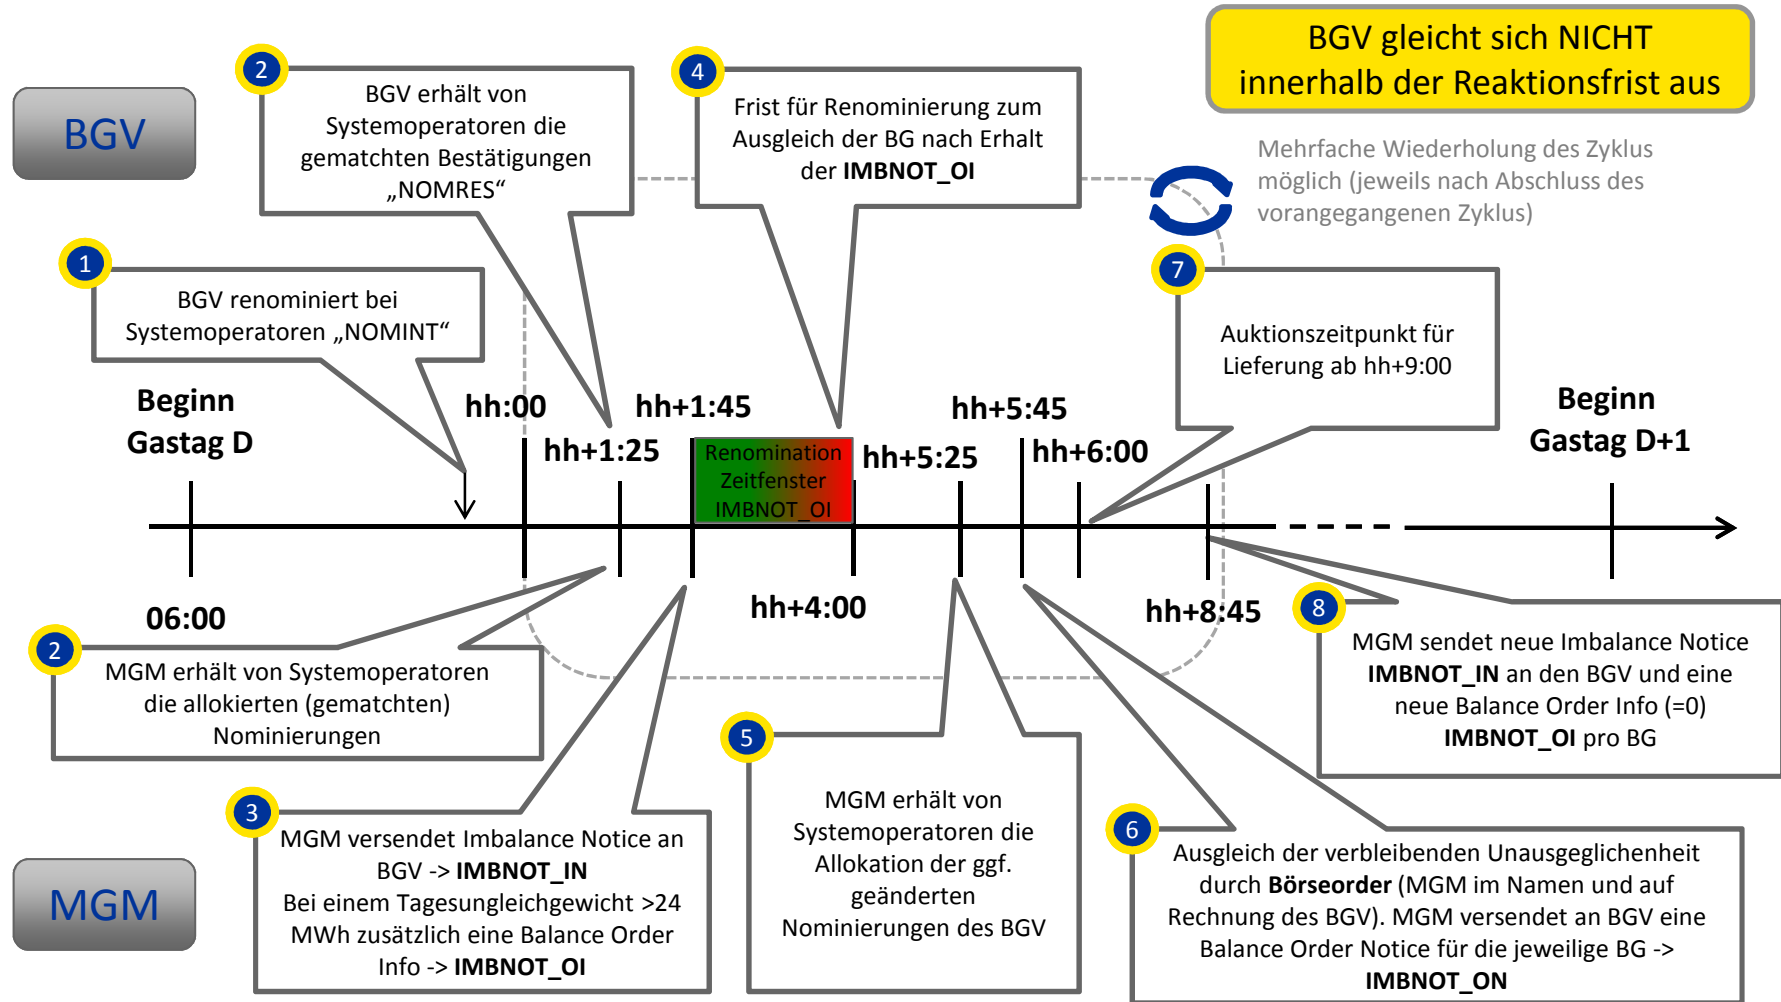 BGV gleicht sich NICHT
innerhalb der Reaktionsfrist aus
BGV
2
BGV erhält von
Systemoperatoren die
gematchten Bestätigungen
„NOMRES“
4
Frist für Renominierung zum
Ausgleich der BG nach Erhalt
der IMBNOT_OI
Mehrfache Wiederholung des Zyklus
möglich (jeweils nach Abschluss des
vorangegangenen Zyklus)
1
BGV renominiert bei
Systemoperatoren „NOMINT“
7
Auktionszeitpunkt für
Lieferung ab hh+9:00
Beginn
Gastag D
hh:00
hh+1:25
hh+1:45
Renomination
Zeitfenster
IMBNOT_OI
hh+5:25
hh+5:45
hh+6:00
Beginn
Gastag D+1
06:00
hh+4:00
hh+8:45
2
MGM erhält von Systemoperatoren
die allokierten (gematchten)
Nominierungen
8
MGM sendet neue Imbalance Notice
IMBNOT_IN an den BGV und eine
neue Balance Order Info (=0)
IMBNOT_OI pro BG
MGM
3
MGM versendet Imbalance Notice an
BGV -> IMBNOT_IN
Bei einem Tagesungleichgewicht >24
MWh zusätzlich eine Balance Order
Info -> IMBNOT_OI
5
MGM erhält von
Systemoperatoren die
Allokation der ggf.
geänderten
Nominierungen des BGV
6
Ausgleich der verbleibenden Unausgeglichenheit
durch Börseorder (MGM im Namen und auf
Rechnung des BGV). MGM versendet an BGV eine
Balance Order Notice für die jeweilige BG ->
IMBNOT_ON